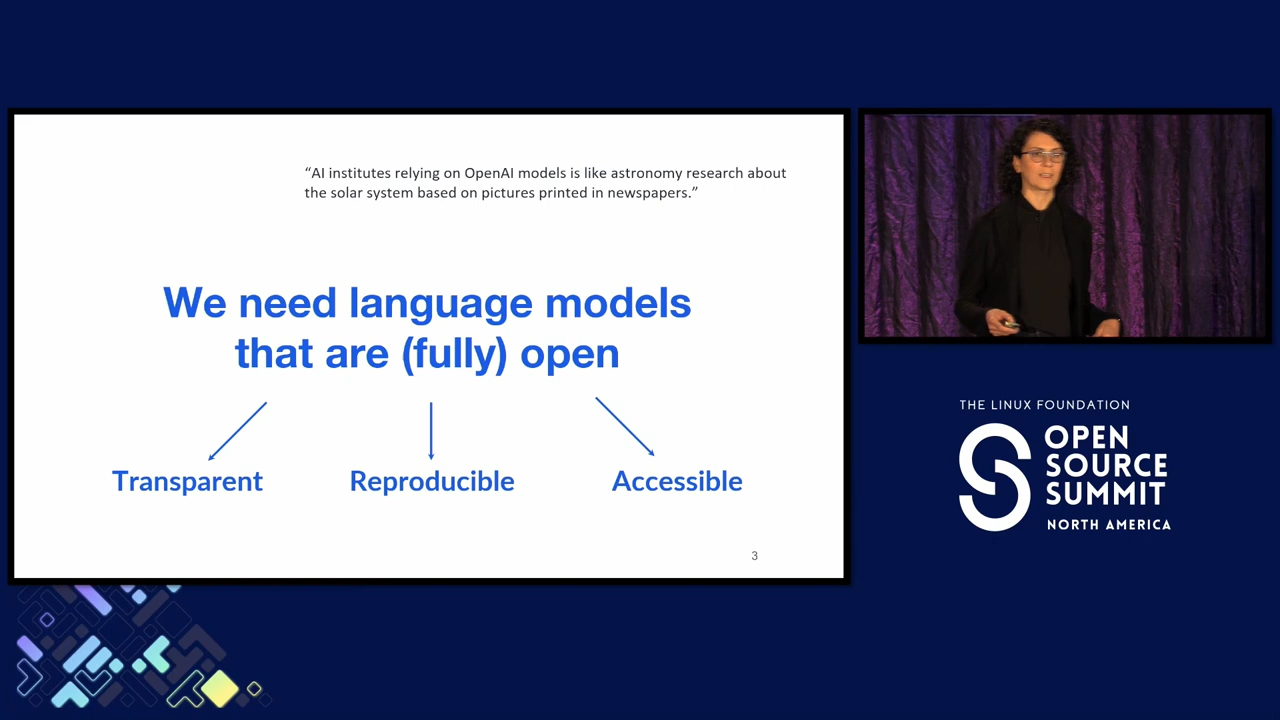 “AI institutes relying on OpenAI models is like astronomy research about
the solar system based on pictures printed in newspapers.”
We need language models
that are (fully) open
Transparent
Reproducible
Accessible
3
THE LINUX FOUNDATION
OPEN
SOURCE
SUMMIT
NORTH AMERICA